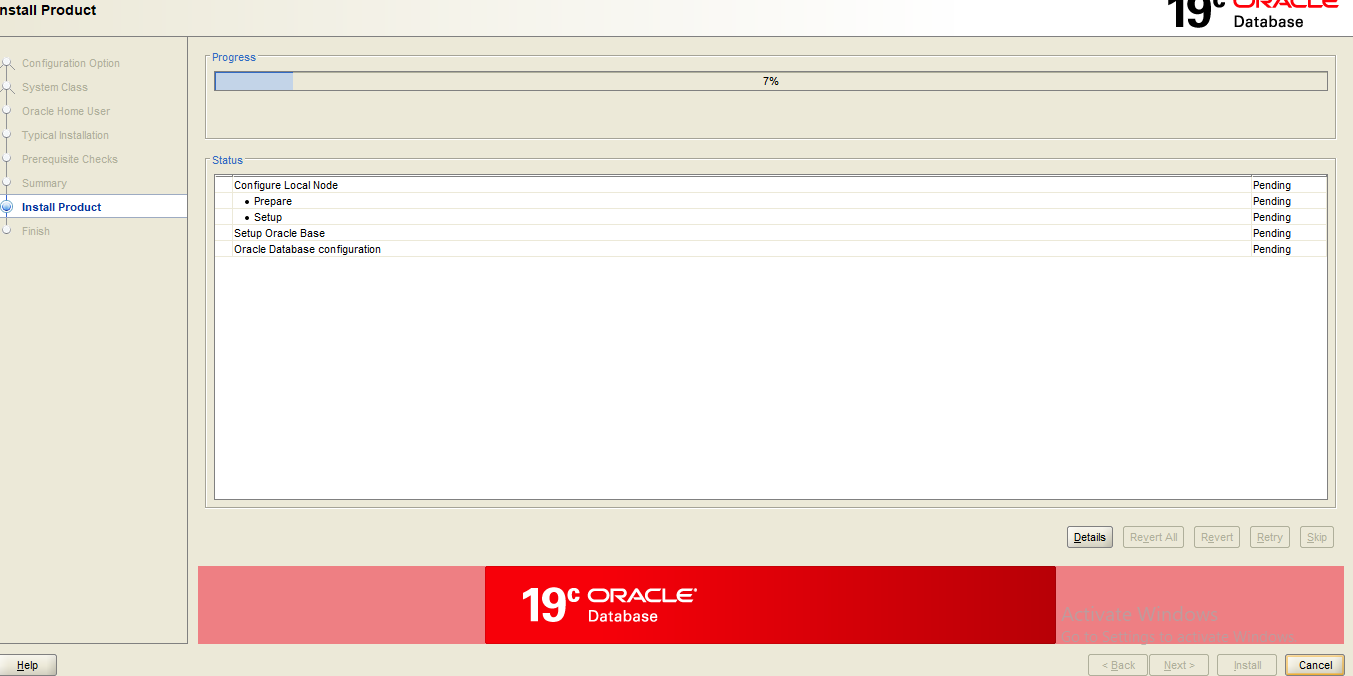 nstall Product
19c ORACLE
Database
Configuration Option
System Class
Oracle Home User
Typical Installation
Prerequisite Checks
Summary
Install Product
Finish
Progress
7%
Status
Configure Local Node Pending
• Prepare Pending
• Setup Pending
Setup Oracle Base Pending
Oracle Database configuration Pending
Details Revert All Revert Retry Skip
19c ORACLE
Database
Activate Windows
Go to Settings to activate Windows.
Help < Back Next > Install Cancel